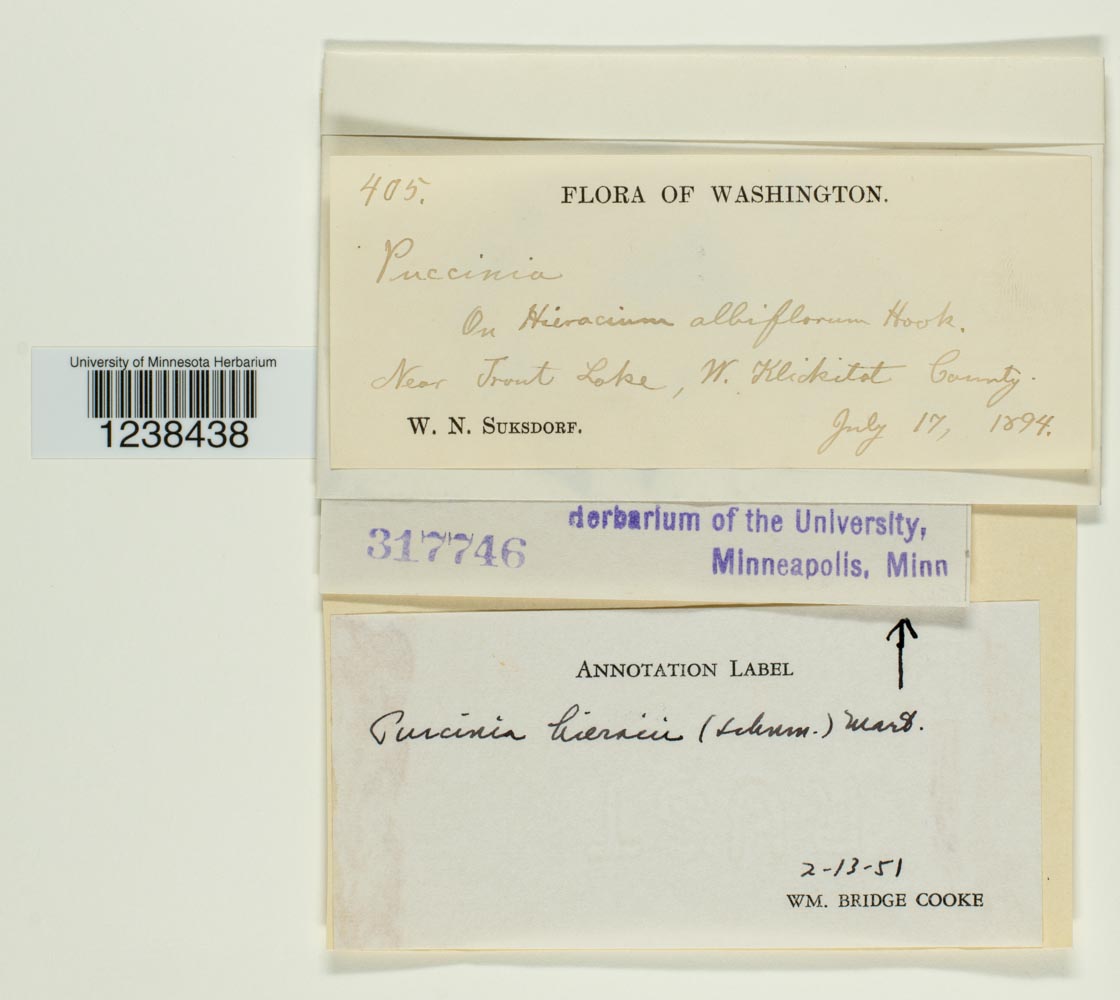 405.
FLORA OF WASHINGTON.
Puccinia
On Hieracium albiflorum Hook.
Near Trout Lake, W. Klickitat County.
W. N. SUKSDORF.
July 17, 1894.
University of Minnesota Herbarium
1238438
317746
Herbarium of the University,
Minneapolis, Minn
ANNOTATION LABEL
Puccinia hieracii (Schum.) Mart.
2-13-51
WM. BRIDGE COOKE